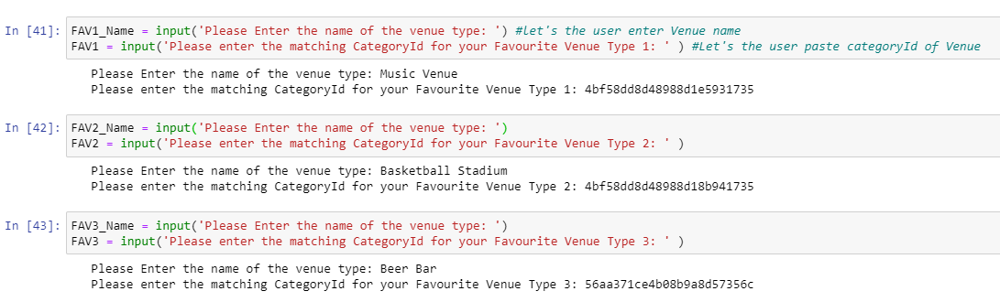 In [41]: FAV1_Name = input('Please Enter the name of the venue type: ') #Let's the user enter Venue name
FAV1 = input('Please enter the matching CategoryId for your Favourite Venue Type 1: ' ) #Let's the user paste categoryId of Venue
Please Enter the name of the venue type: Music Venue
Please enter the matching CategoryId for your Favourite Venue Type 1: 4bf58dd8d48988d1e5931735
In [42]: FAV2_Name = input('Please Enter the name of the venue type: ')
FAV2 = input('Please enter the matching CategoryId for your Favourite Venue Type 2: ' )
Please Enter the name of the venue type: Basketball Stadium
Please enter the matching CategoryId for your Favourite Venue Type 2: 4bf58dd8d48988d18b941735
In [43]: FAV3_Name = input('Please Enter the name of the venue type: ')
FAV3 = input('Please enter the matching CategoryId for your Favourite Venue Type 3: ' )
Please Enter the name of the venue type: Beer Bar
Please enter the matching CategoryId for your Favourite Venue Type 3: 56aa371ce4b08b9a8d57356c